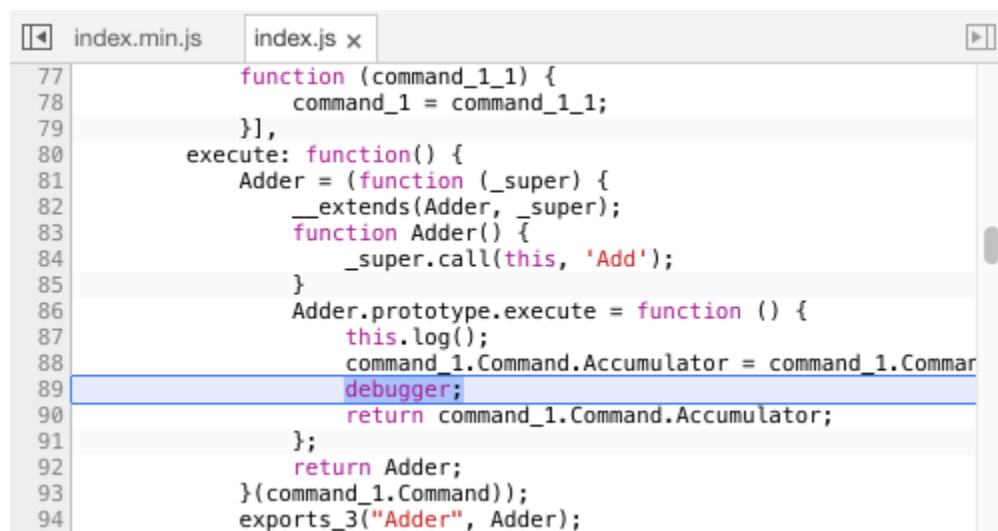 index.min.js index.js ×
77 function (command_1_1) {
78 command_1 = command_1_1;
79 }],
80 execute: function() {
81 Adder = (function (_super) {
82 __extends(Adder, _super);
83 function Adder() {
84 _super.call(this, 'Add');
85 }
86 Adder.prototype.execute = function () {
87 this.log();
88 command_1.Command.Accumulator = command_1.Comman
89 debugger;
90 return command_1.Command.Accumulator;
91 };
92 return Adder;
93 }(command_1.Command));
94 exports_3("Adder", Adder);